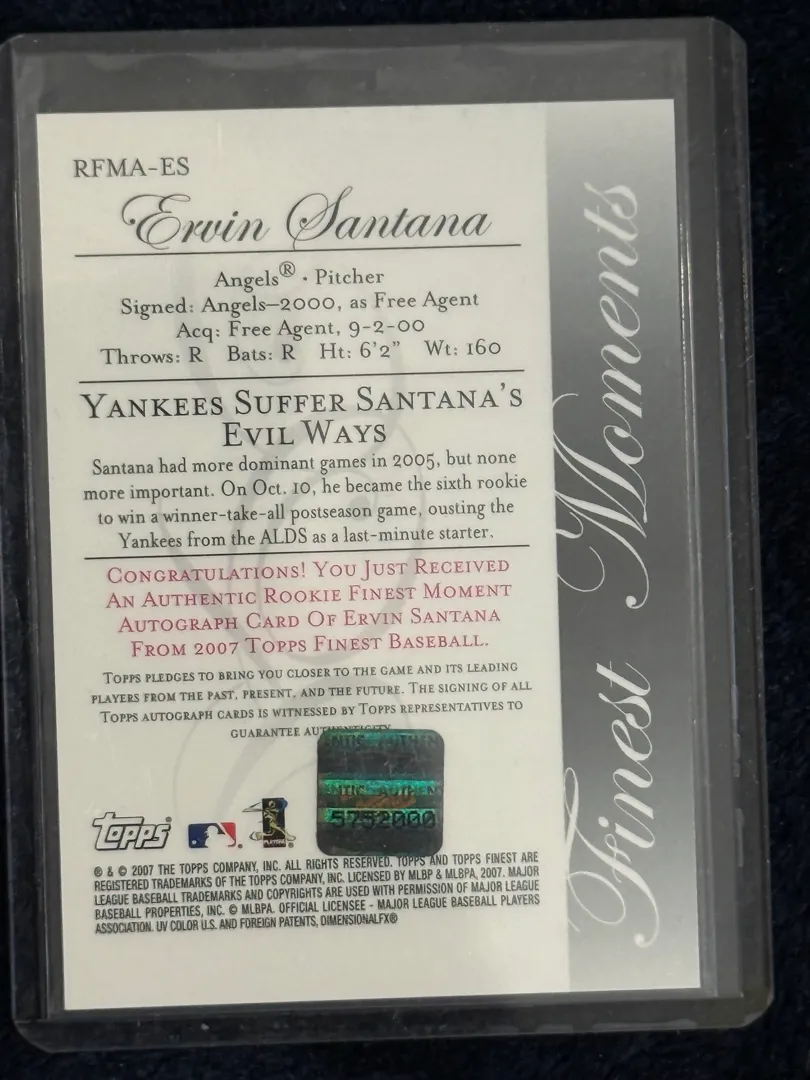 RFMA-ES
Ervin Santana
Angels® · Pitcher
Signed: Angels–2000, as Free Agent
Acq: Free Agent, 9-2-00
Throws: R Bats: R Ht: 6'2" Wt: 160
YANKEES SUFFER SANTANA'S
EVIL WAYS
Santana had more dominant games in 2005, but none
more important. On Oct. 10, he became the sixth rookie
to win a winner-take-all postseason game, ousting the
Yankees from the ALDS as a last-minute starter.
CONGRATULATIONS! YOU JUST RECEIVED
AN AUTHENTIC ROOKIE FINEST MOMENT
AUTOGRAPH CARD OF ERVIN SANTANA
FROM 2007 TOPPS FINEST BASEBALL.
TOPPS PLEDGES TO BRING YOU CLOSER TO THE GAME AND ITS LEADING
PLAYERS FROM THE PAST, PRESENT, AND THE FUTURE. THE SIGNING OF ALL
TOPPS AUTOGRAPH CARDS IS WITNESSED BY TOPPS REPRESENTATIVES TO
GUARANTEE AUTHENTICITY
5752000
Topps
® & © 2007 THE TOPPS COMPANY, INC. ALL RIGHTS RESERVED. TOPPS AND TOPPS FINEST ARE
REGISTERED TRADEMARKS OF THE TOPPS COMPANY, INC. LICENSED BY MLBP & MLBPA, 2007. MAJOR
LEAGUE BASEBALL TRADEMARKS AND COPYRIGHTS ARE USED WITH PERMISSION OF MAJOR LEAGUE
BASEBALL PROPERTIES, INC. © MLBPA. OFFICIAL LICENSEE - MAJOR LEAGUE BASEBALL PLAYERS
ASSOCIATION. UV COLOR U.S. AND FOREIGN PATENTS, DIMENSIONALFX®
Finest Moments